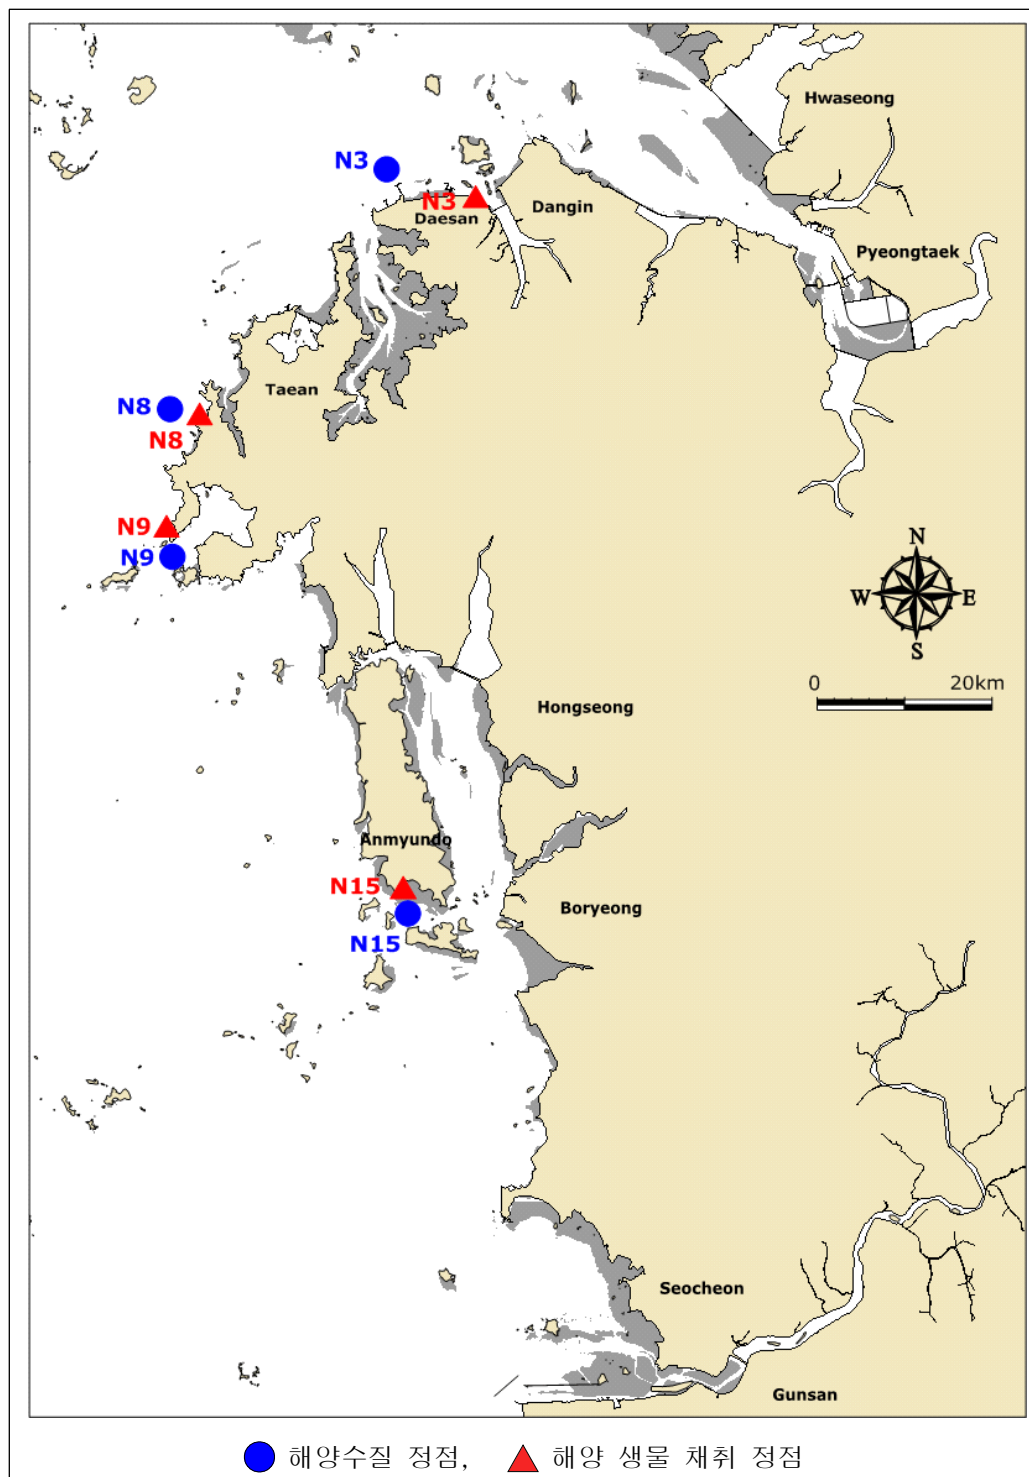 Hwaseong
N3
N3
Daesan
Dangin
Pyeongtaek
Taean
N8
N8
N9
N9
N
W E
S
0 20km
Hongseong
Anmyundo
N15
Boryeong
N15
Seocheon
Gunsan
해양수질 정점, 해양 생물 채취 정점